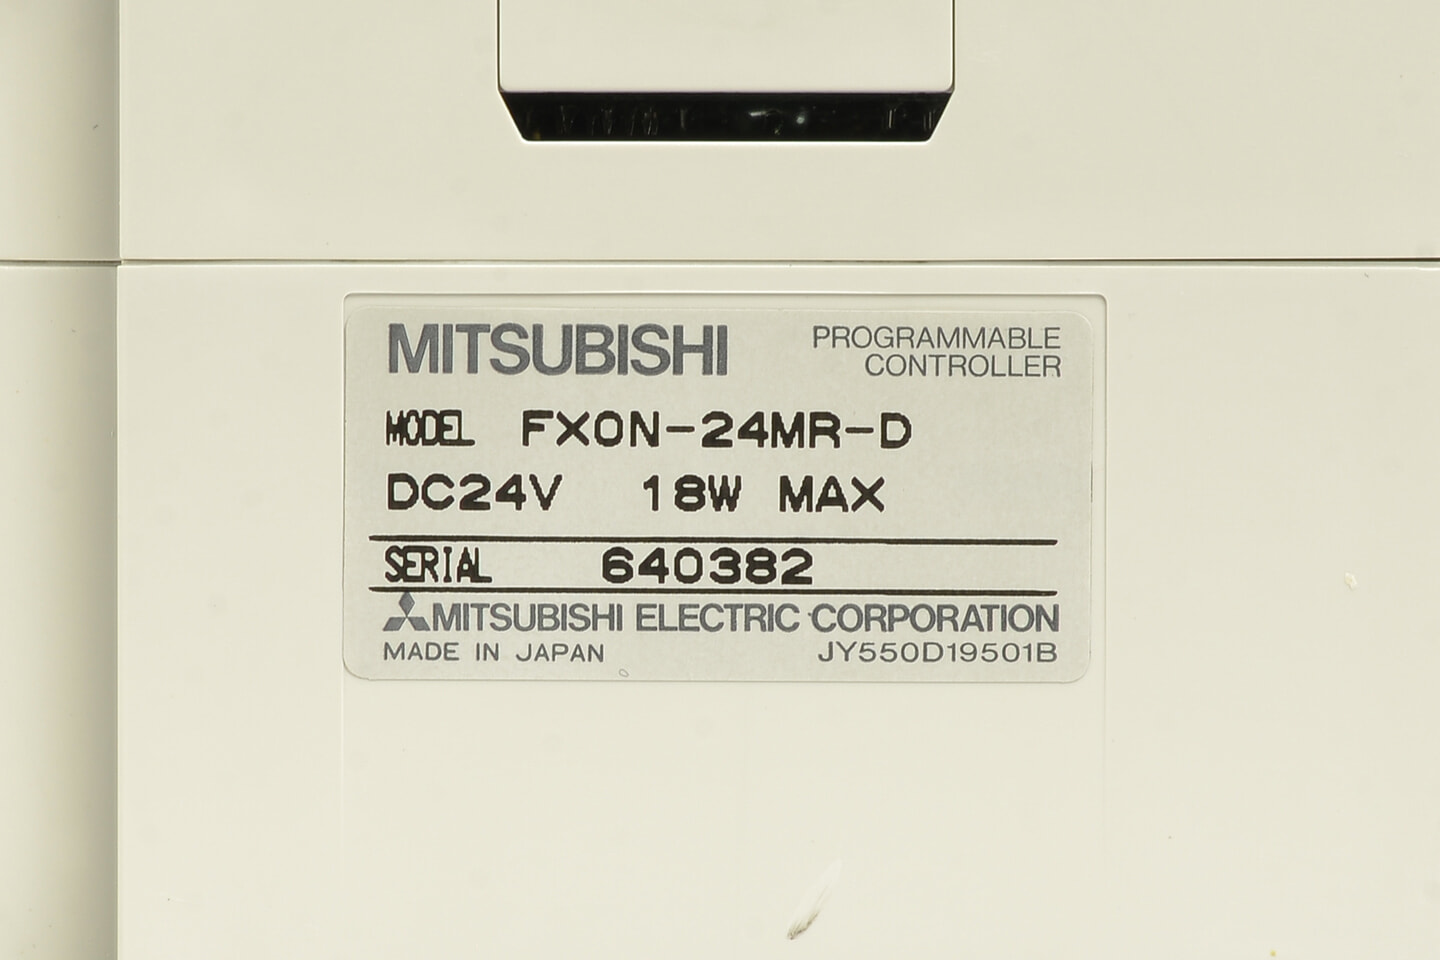 MITSUBISHI
PROGRAMMABLE
CONTROLLER
MODEL FX0N-24MR-D
DC24V 18W MAX
SERIAL 640382
MITSUBISHI ELECTRIC CORPORATION
MADE IN JAPAN JY550D19501B